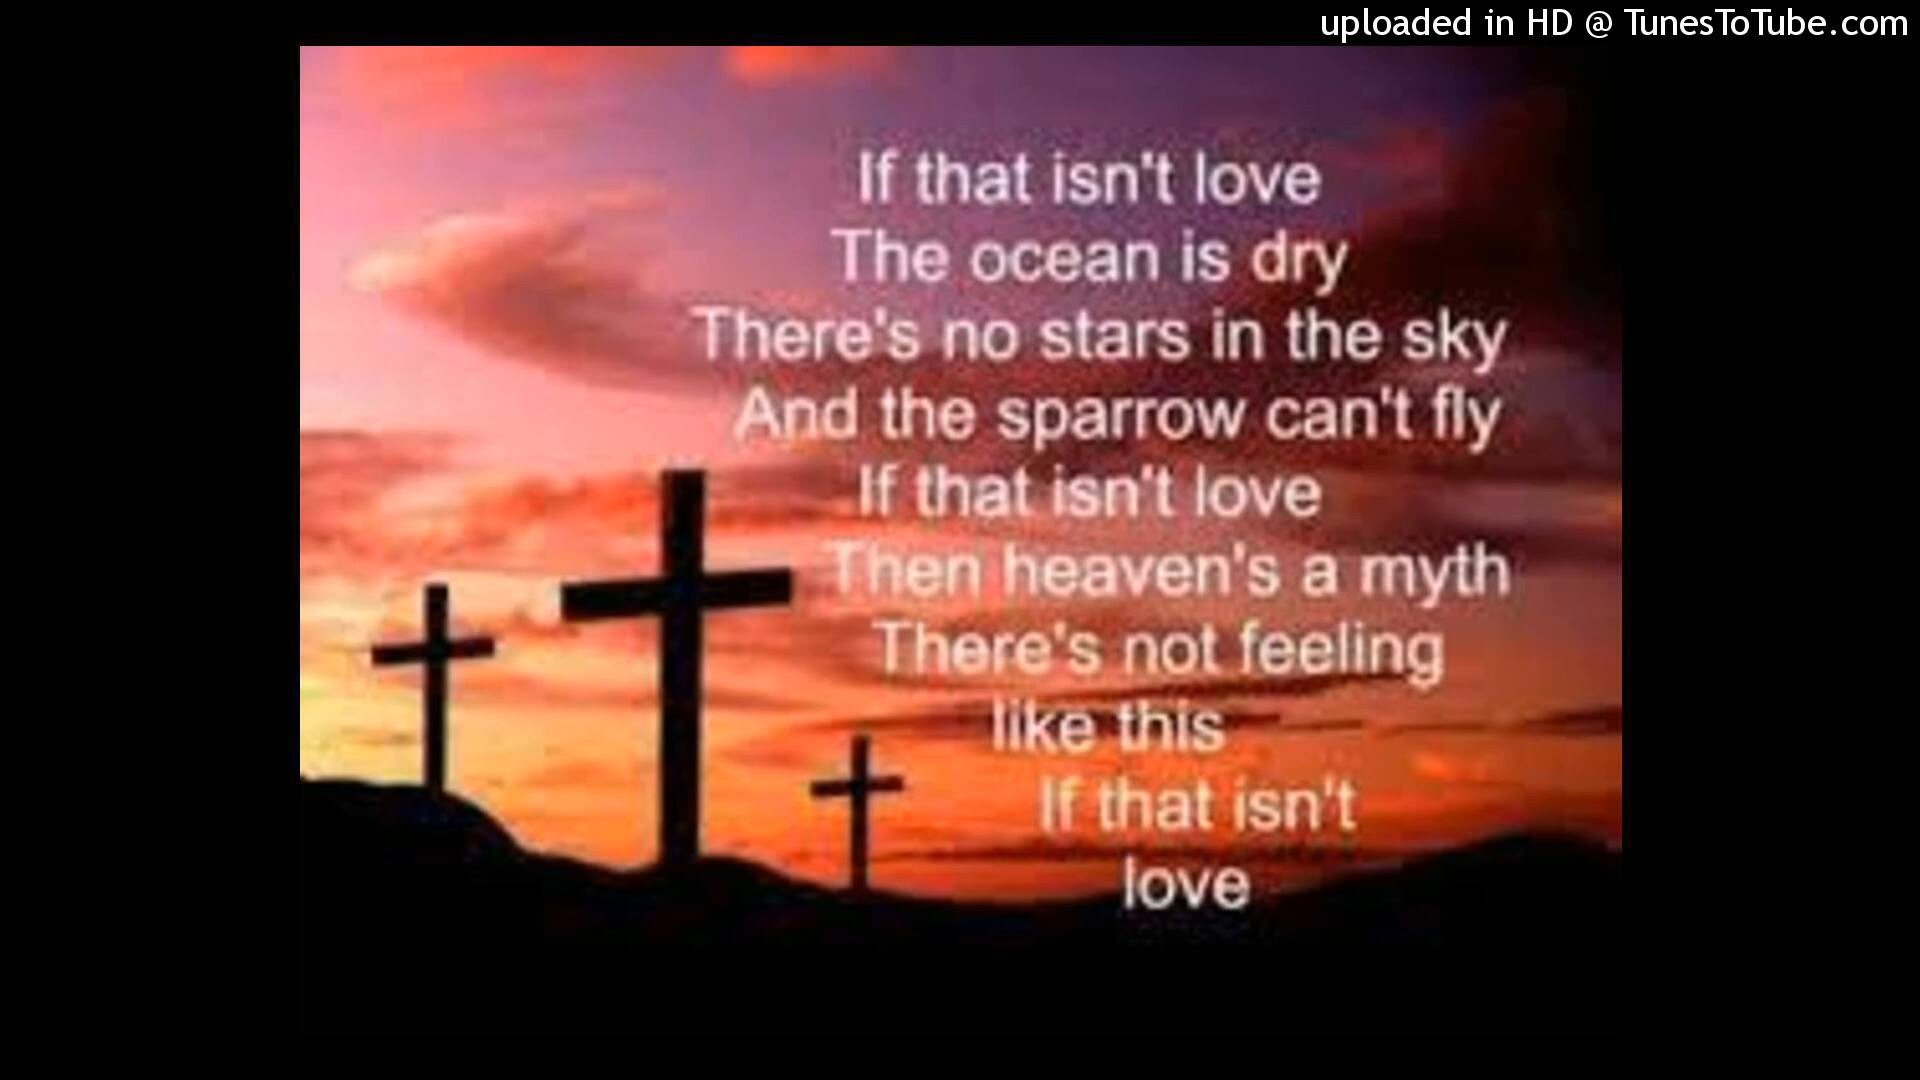 uploaded in HD @ TunesToTube.com
If that isn't love
The ocean is dry
There's no stars in the sky
And the sparrow can't fly
If that isn't love
Then heaven's a myth
There's not feeling
like this
If that isn't
love